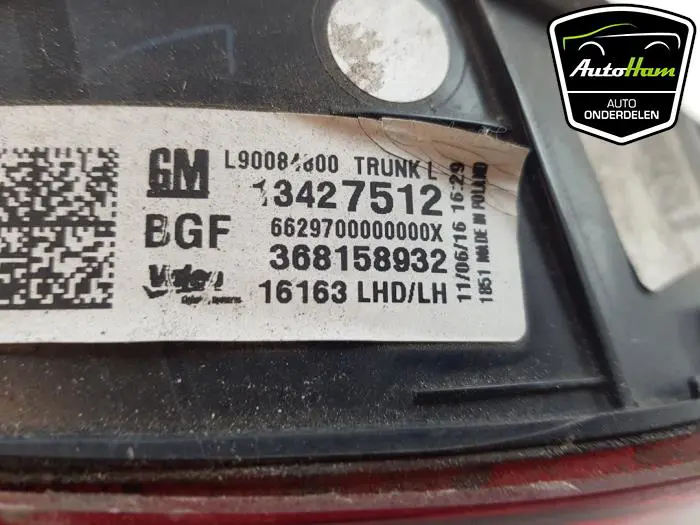 AutoHam
AUTO
ONDERDELEN
GM
TRUNK L
13427512
BGF
6629700000000X
368158932
Valeo
16163 LHD/LH
11/06/16 16:29
1851 MADE IN POLAND